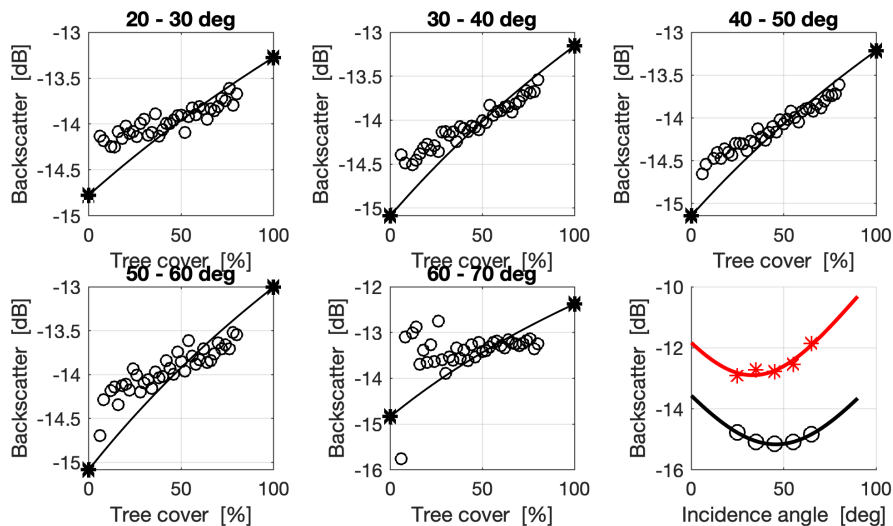 20 - 30 deg
-13
-13.5
-14
-14.5
-15
Backscatter [dB]
0 50 100
Tree cover [%]
30 - 40 deg
-13
-13.5
-14
-14.5
-15
Backscatter [dB]
0 50 100
Tree cover [%]
40 - 50 deg
-13
-13.5
-14
-14.5
-15
Backscatter [dB]
0 50 100
Tree cover [%]
50 - 60 deg
-13
-13.5
-14
-14.5
-15
Backscatter [dB]
0 50 100
Tree cover [%]
60 - 70 deg
-12
-13
-14
-15
-16
Backscatter [dB]
0 50 100
Tree cover [%]
-10
-12
-14
-16
Backscatter [dB]
0 50 100
Incidence angle [deg]